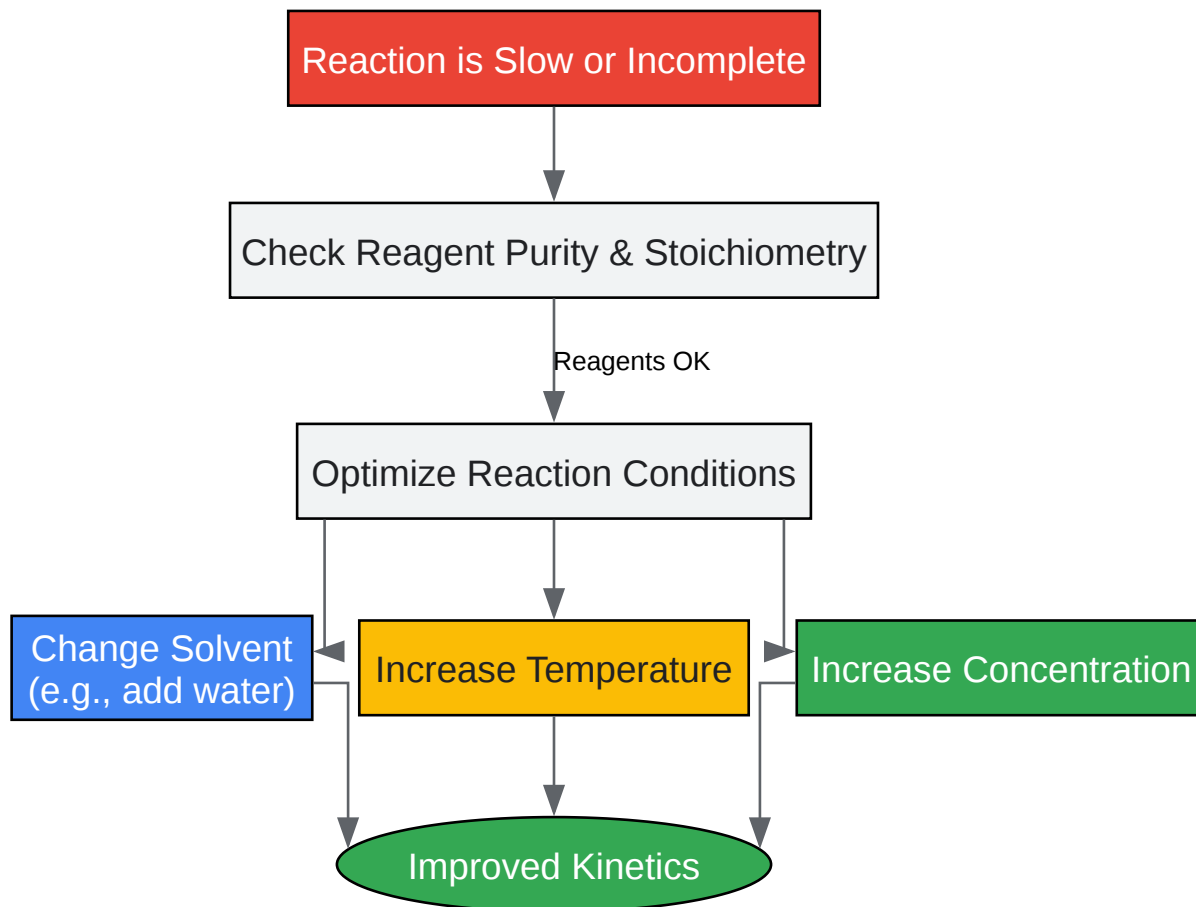 Reaction is Slow or Incomplete
Check Reagent Purity & Stoichiometry
Reagents OK
Optimize Reaction Conditions
Change Solvent
(e.g., add water)
Increase Temperature
Increase Concentration
Improved Kinetics